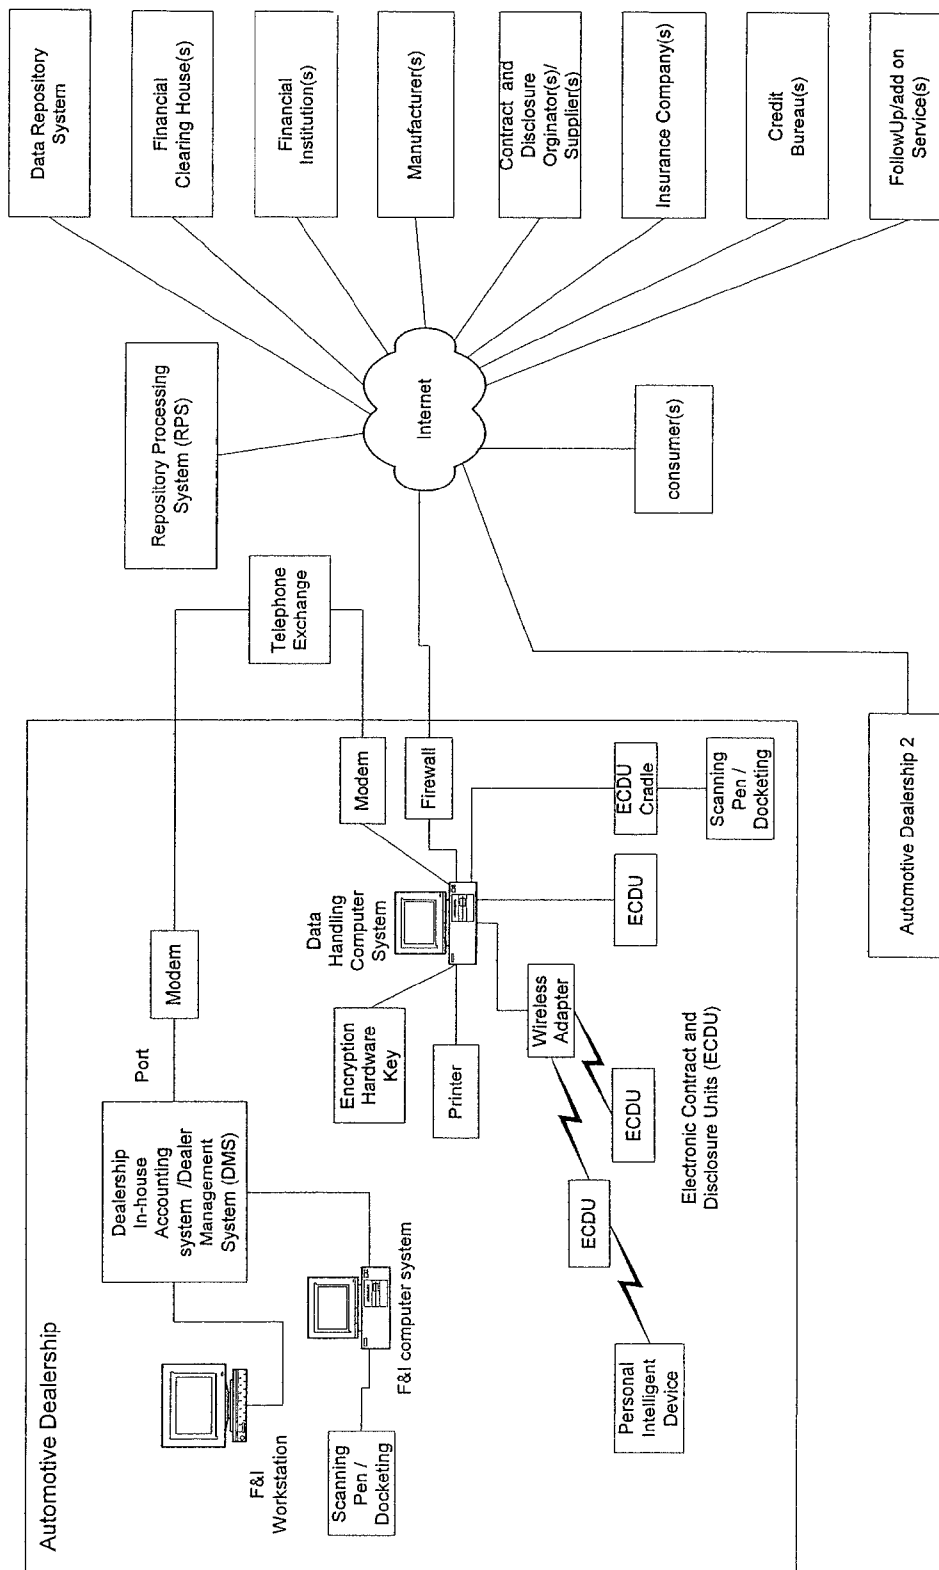 Automotive Dealership
F&I
Workstation
Scanning
Pen /
Docketing
F&I computer system
Dealership
In-house
Accounting
system /Dealer
Management
System (DMS)
Port
Modem
Telephone
Exchange
Personal
Intelligent
Device
ECDU
ECDU
Electronic Contract and
Disclosure Units (ECDU)
Wireless
Adapter
Printer
Encryption
Hardware
Key
Data
Handling
Computer
System
Modem
Firewall
ECDU
ECDU
Cradle
Scanning
Pen /
Docketing
Automotive Dealership 2
Repository Processing
System (RPS)
Internet
consumer(s)
Data Repository
System
Financial
Clearing House(s)
Financial
Institution(s)
Manufacturer(s)
Contract and
Disclosure
Orginator(s)/
Supplier(s)
Insurance Company(s)
Credit
Bureau(s)
FollowUp/add on
Service(s)